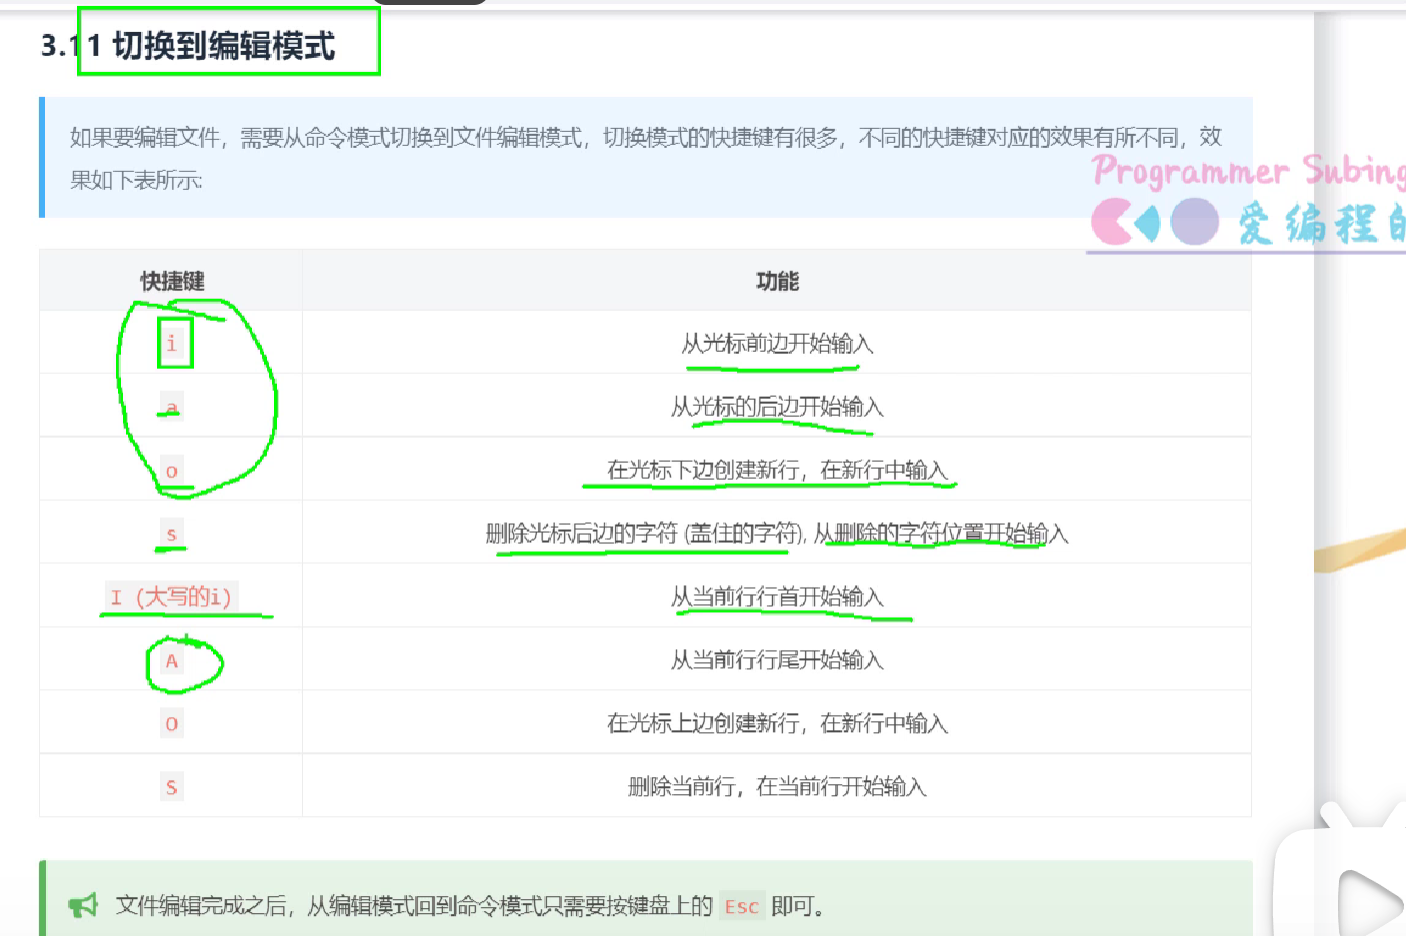 3.11 切换到编辑模式
如果要编辑文件，需要从命令模式切换到文件编辑模式，切换模式的快捷键有很多，不同的快捷键对应的效果有所不同，效
果如下表所示:
Programmer Subing
爱编程的
快捷键 功能
i 从光标前边开始输入
a 从光标的后边开始输入
o 在光标下边创建新行，在新行中输入
s 删除光标后边的字符 (盖住的字符), 从删除的字符位置开始输入
I (大写的i) 从当前行行首开始输入
A 从当前行行尾开始输入
O 在光标上边创建新行，在新行中输入
S 删除当前行，在当前行开始输入
文件编辑完成之后，从编辑模式回到命令模式只需要按键盘上的 Esc 即可。